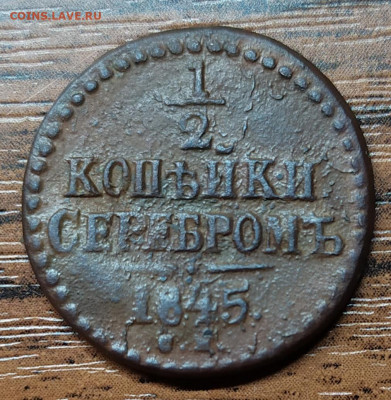 COINS.LAVE.RU
1
2
КОПѢЙКИ
СЕРЕБРОМЪ
1845.